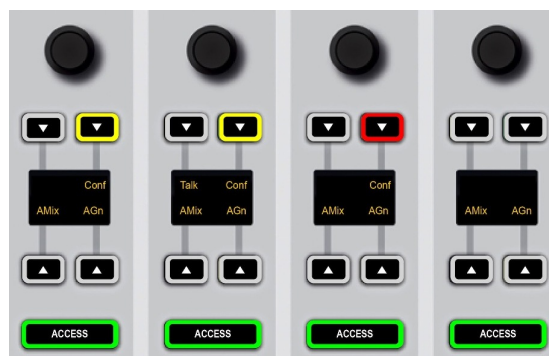 Conf
Talk Conf
Conf
AMix AGn
AMix AGn
AMix AGn
AMix AGn
ACCESS
ACCESS
ACCESS
ACCESS